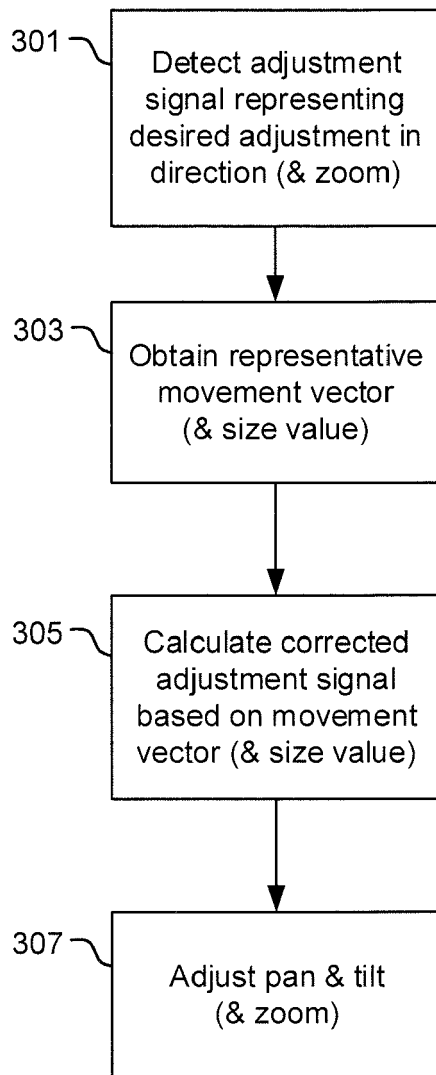 301
Detect adjustment
signal representing
desired adjustment in
direction (& zoom)
303
Obtain representative
movement vector
(& size value)
305
Calculate corrected
adjustment signal
based on movement
vector (& size value)
307
Adjust pan & tilt
(& zoom)